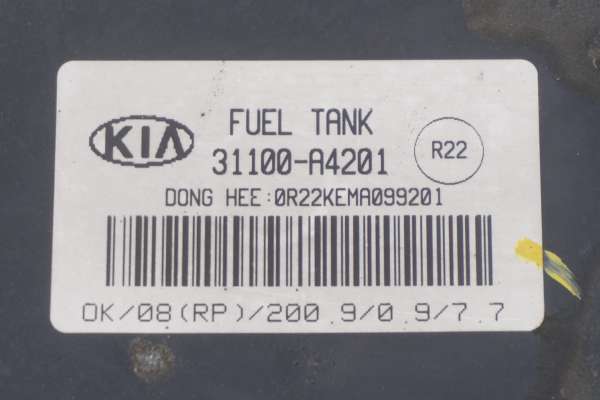 KIA
FUEL TANK
31100-A4201
R22
DONG HEE:0R22KEMA099201
OK/08(RP)/200 9/0 9/7 7